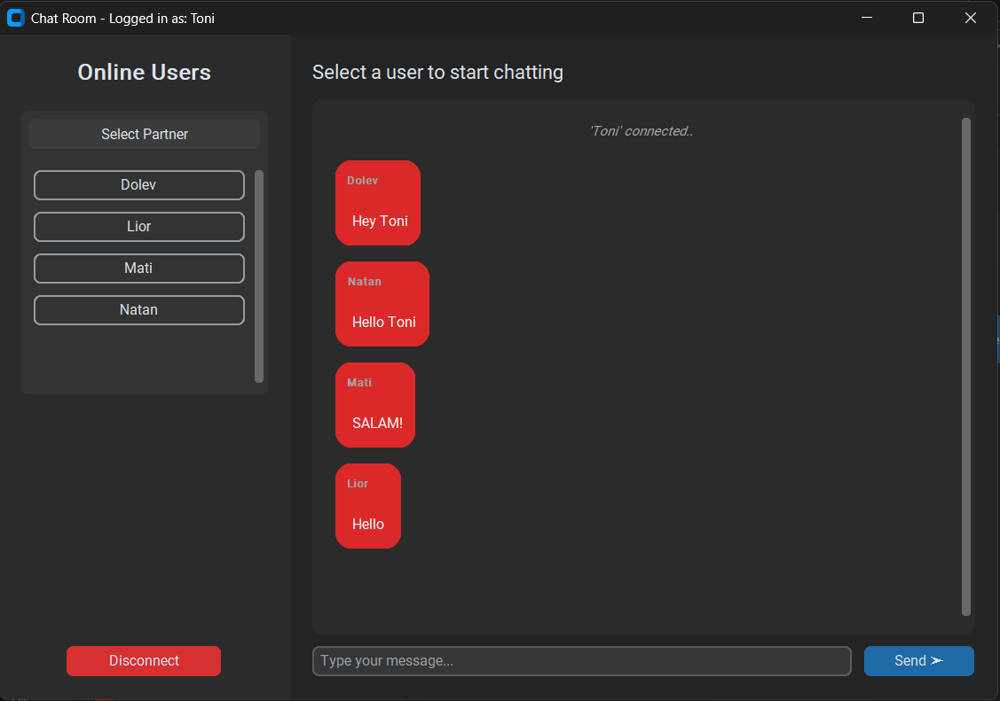 Chat Room - Logged in as: Toni
Online Users
Select Partner
Dolev
Lior
Mati
Natan
Disconnect
Select a user to start chatting
'Toni' connected..
Dolev
Hey Toni
Natan
Hello Toni
Mati
SALAM!
Lior
Hello
Type your message...
Send ➤